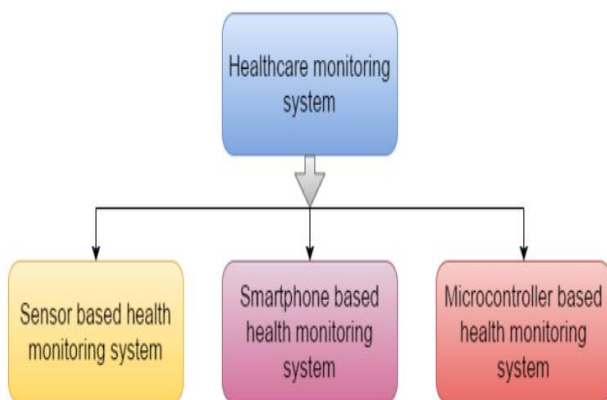 Healthcare monitoring
system
Sensor based health
monitoring system
Smartphone based
health monitoring
system
Microcontroller based
health monitoring
system